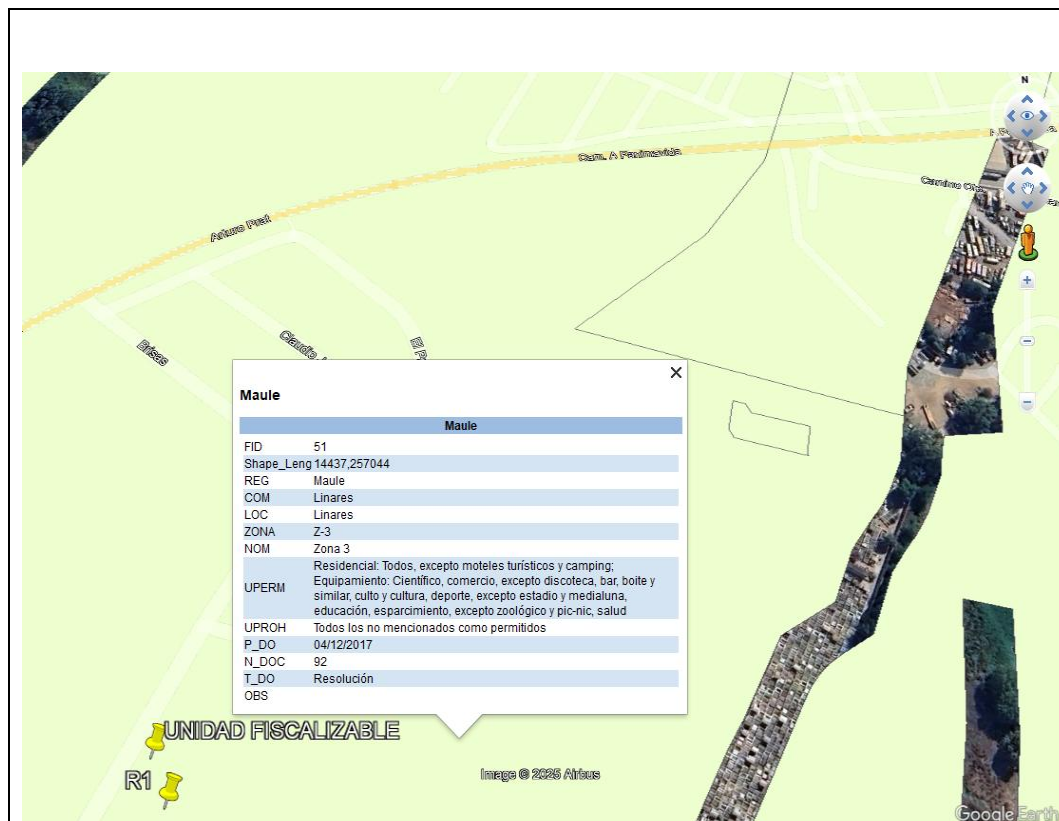 N
Cam. A Panimavida
Arturo Prat
Brisas
Claudio
Maule
Maule
FID 51
Shape_Leng 14437,257044
REG Maule
COM Linares
LOC Linares
ZONA Z-3
NOM Zona 3
UPERM Residencial: Todos, excepto moteles turísticos y camping;
Equipamiento: Científico, comercio, excepto discoteca, bar, boite y
similar, culto y cultura, deporte, excepto estadio y medialuna,
educación, esparcimiento, excepto zoológico y pic-nic, salud
UPROH Todos los no mencionados como permitidos
P_DO 04/12/2017
N_DOC 92
T_DO Resolución
OBS
UNIDAD FISCALIZABLE
R1
Image © 2025 Airbus
Google Earth